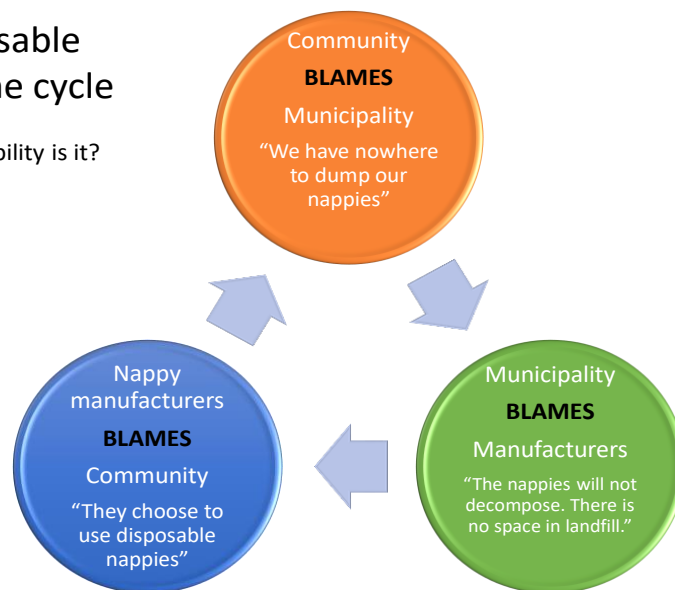 sable
ne cycle
bility is it?
Community
BLAMES
Municipality
“We have nowhere
to dump our
nappies”
Municipality
BLAMES
Manufacturers
“The nappies will not
decompose. There is
no space in landfill.”
Nappy
manufacturers
BLAMES
Community
“They choose to
use disposable
nappies”